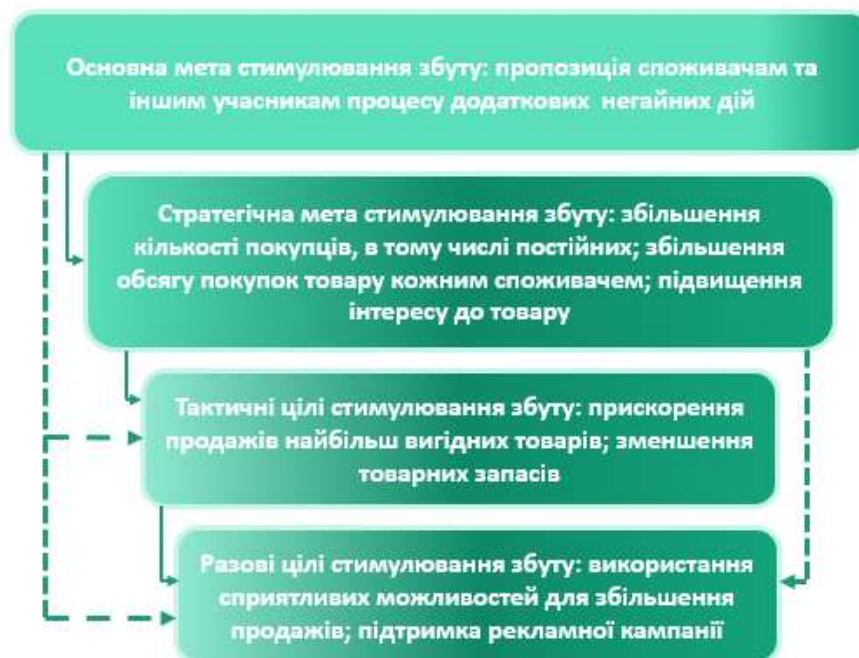 Основна мета стимулювання збуту: пропозиція споживачам та
іншим учасникам процесу додаткових негайних дій
Стратегічна мета стимулювання збуту: збільшення
кількості покупців, в тому числі постійних; збільшення
обсягу покупок товару кожним споживачем; підвищення
інтересу до товару
Тактичні цілі стимулювання збуту: прискорення
продажів найбільш вигідних товарів; зменшення
товарних запасів
Разові цілі стимулювання збуту: використання
сприятливих можливостей для збільшення
продажів; підтримка рекламної кампанії